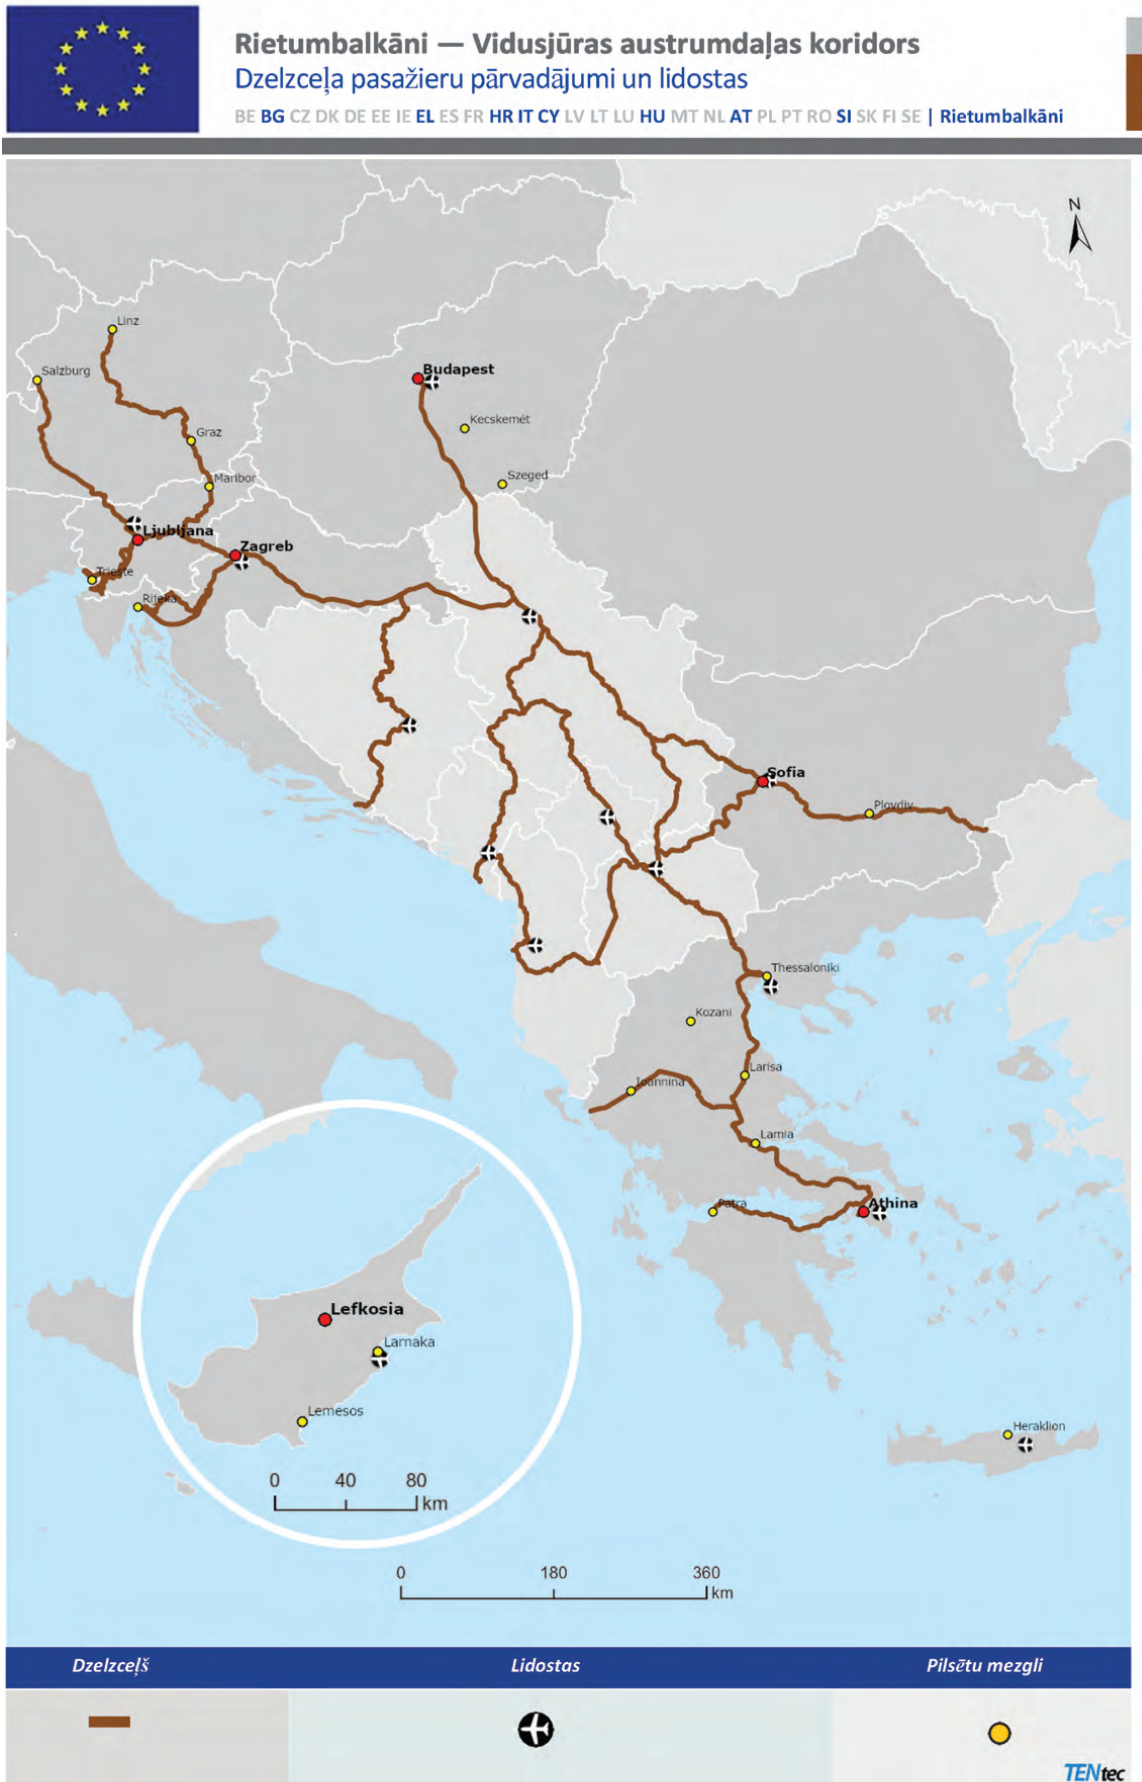 Rietumbalkāni — Vidusjūras austrumdaļas koridors
Dzelzceļa pasažieru pārvadājumi un lidostas
BE BG CZ DK DE EE IE EL ES FR HR IT CY LV LT LU HU MT NL AT PL PT RO SI SK FI SE | Rietumbalkāni
N
Linz
Salzburg
Budapest
Kecskemét
Graz
Szeged
Maribor
Ljubljana
Zagreb
Trieste
Rijeka
Sofia
Plovdiv
Thessaloniki
Kozani
Larisa
Ioannina
Lamia
Patra
Athina
Lefkosia
Larnaka
Lemesos
Heraklion
0 40 80
km
0 180 360
km
Dzelzceļš Lidostas Pilsētu mezgli
TENtec